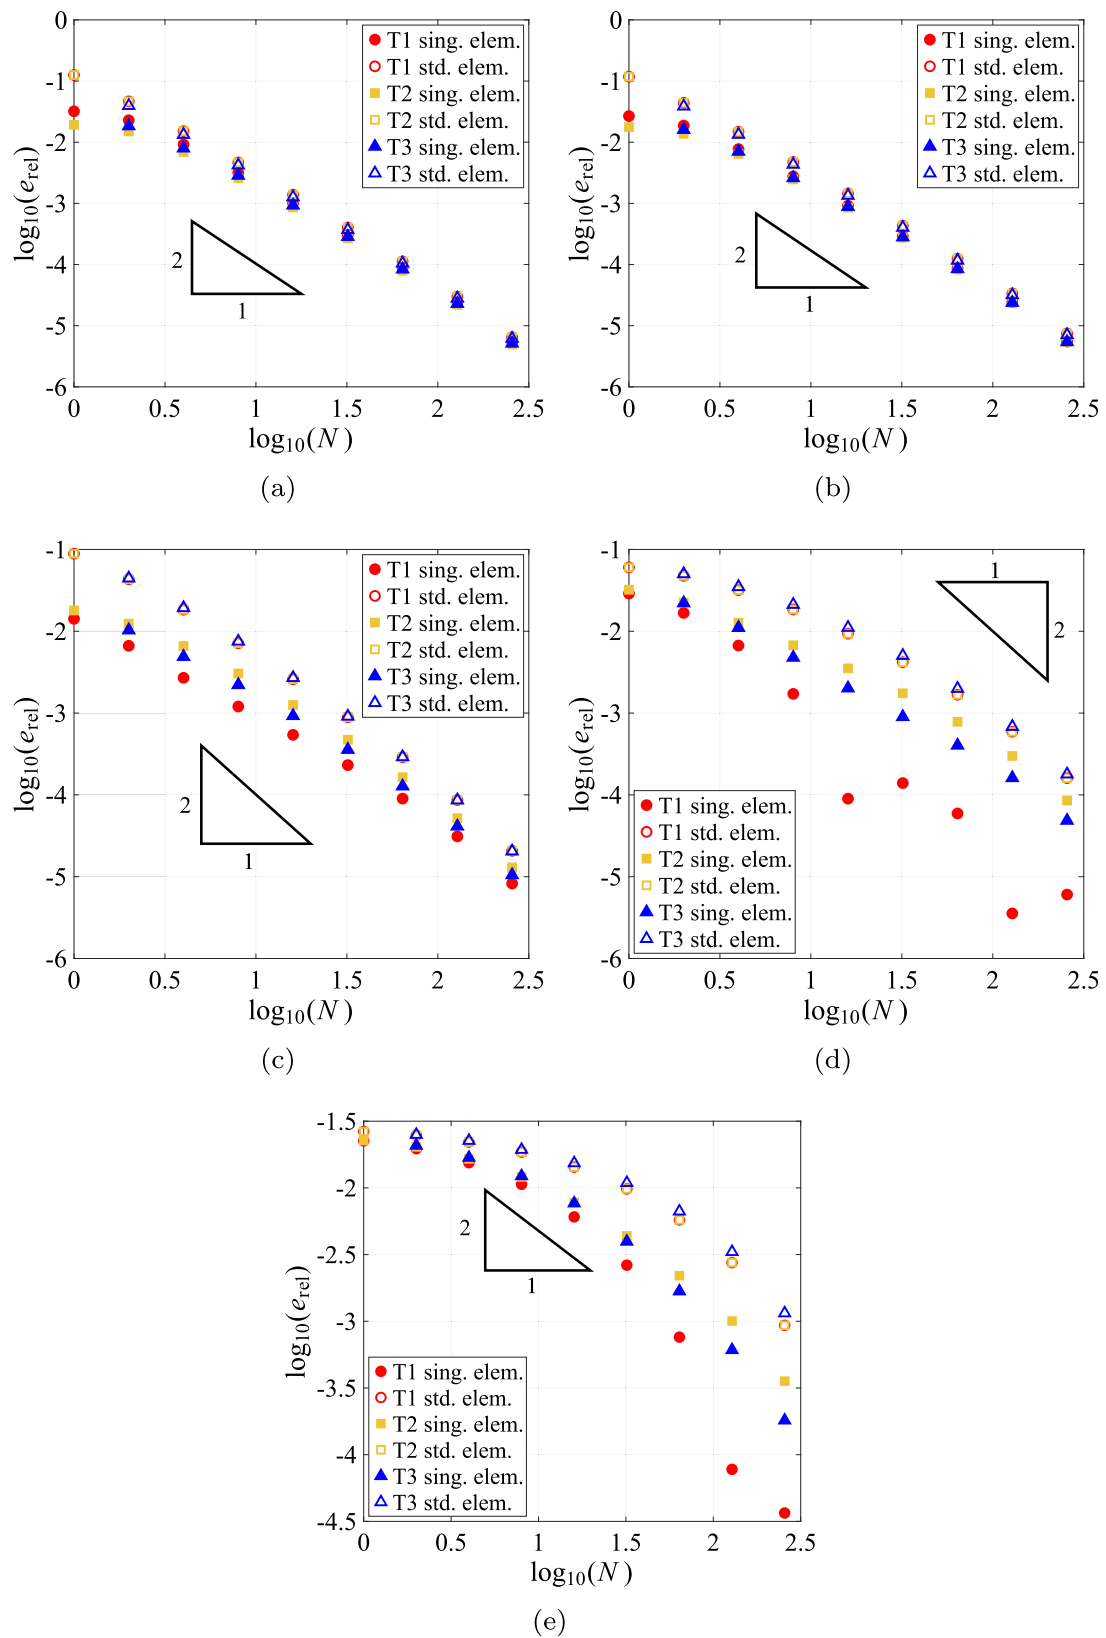 0
-1
-2
-3
-4
-5
-6
log10(erel)
T1 sing. elem.
T1 std. elem.
T2 sing. elem.
T2 std. elem.
T3 sing. elem.
T3 std. elem.
2
1
0 0.5 1 1.5 2 2.5
log10(N)
(a)
0
-1
-2
-3
-4
-5
-6
log10(erel)
T1 sing. elem.
T1 std. elem.
T2 sing. elem.
T2 std. elem.
T3 sing. elem.
T3 std. elem.
2
1
0 0.5 1 1.5 2 2.5
log10(N)
(b)
-1
-2
-3
-4
-5
-6
log10(erel)
T1 sing. elem.
T1 std. elem.
T2 sing. elem.
T2 std. elem.
T3 sing. elem.
T3 std. elem.
2
1
0 0.5 1 1.5 2 2.5
log10(N)
(c)
-1
-2
-3
-4
-5
-6
log10(erel)
1
2
T1 sing. elem.
T1 std. elem.
T2 sing. elem.
T2 std. elem.
T3 sing. elem.
T3 std. elem.
0 0.5 1 1.5 2 2.5
log10(N)
(d)
-1.5
-2
-2.5
-3
-3.5
-4
-4.5
log10(erel)
2
1
T1 sing. elem.
T1 std. elem.
T2 sing. elem.
T2 std. elem.
T3 sing. elem.
T3 std. elem.
0 0.5 1 1.5 2 2.5
log10(N)
(e)